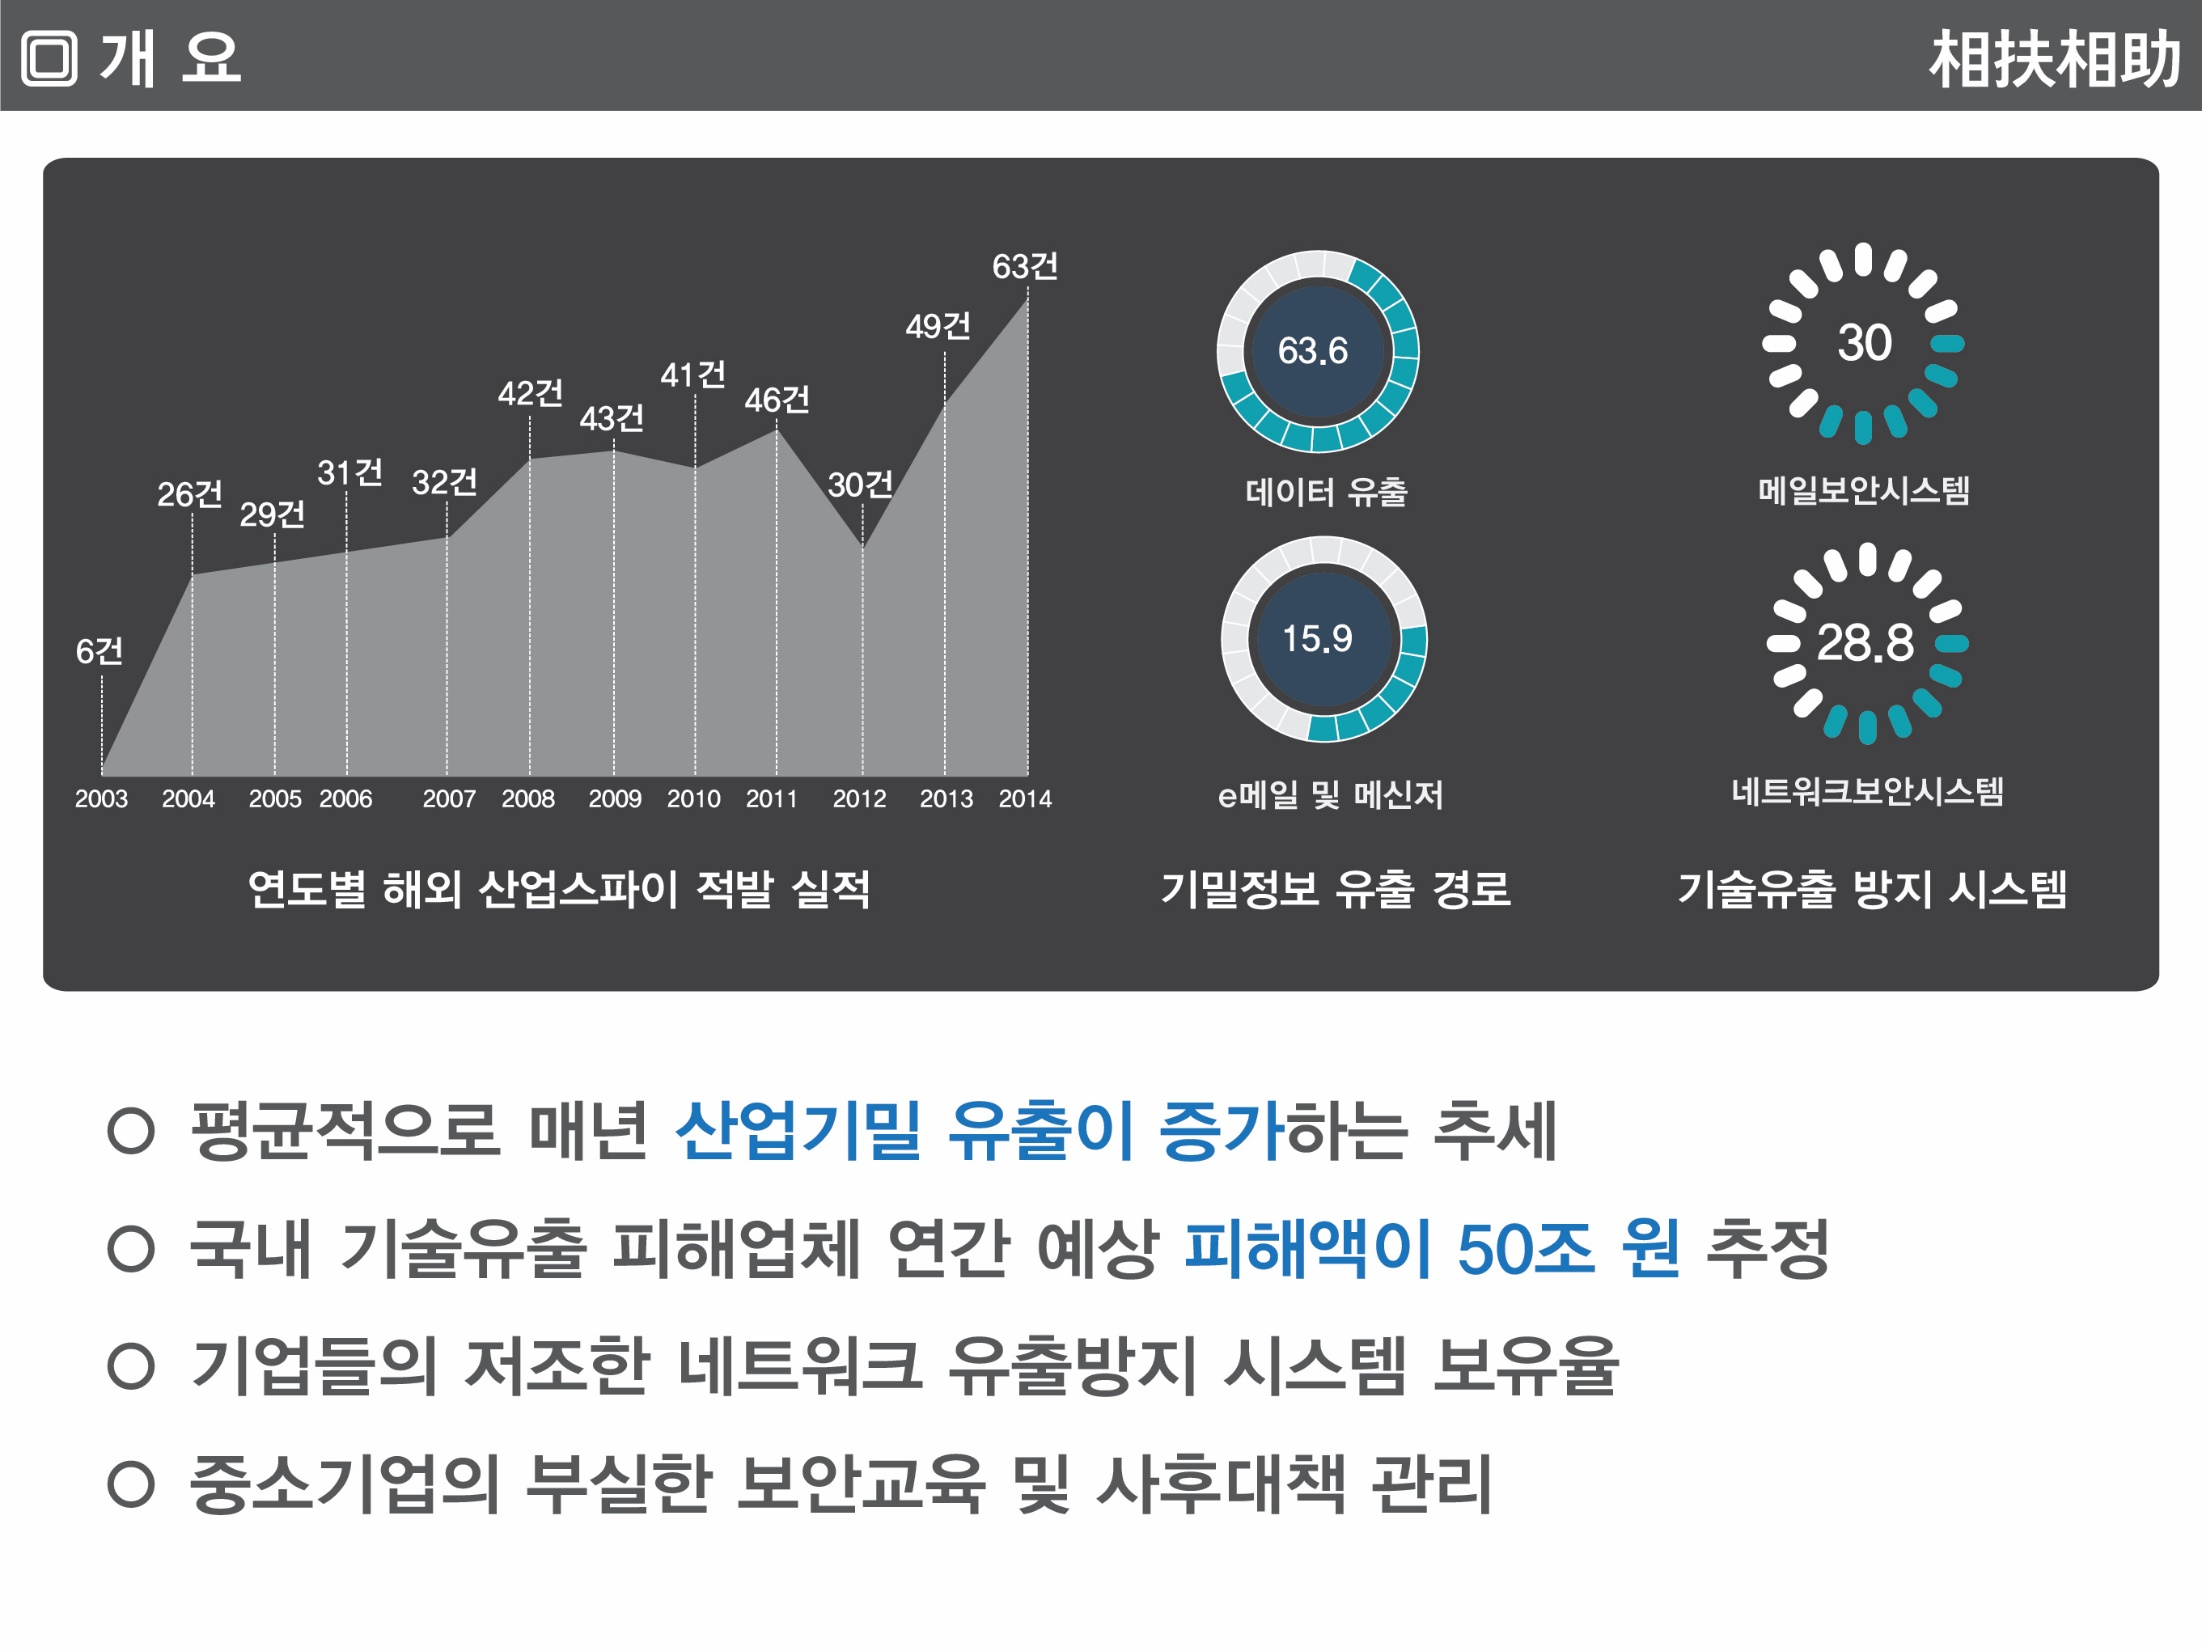 개 요
相扶相助
6건
26건
29건
31건
32건
42건
43건
41건
46건
30건
49건
63건
2003 2004 2005 2006 2007 2008 2009 2010 2011 2012 2013 2014
연도별 해외 산업스파이 적발 실적
63.6
데이터 유출
15.9
e메일 및 메신저
기밀정보 유출 경로
30
메일보안시스템
28.8
네트워크보안시스템
기술유출 방지 시스템
○ 평균적으로 매년 산업기밀 유출이 증가하는 추세
○ 국내 기술유출 피해업체 연간 예상 피해액이 50조 원 추정
○ 기업들의 저조한 네트워크 유출방지 시스템 보유율
○ 중소기업의 부실한 보안교육 및 사후대책 관리